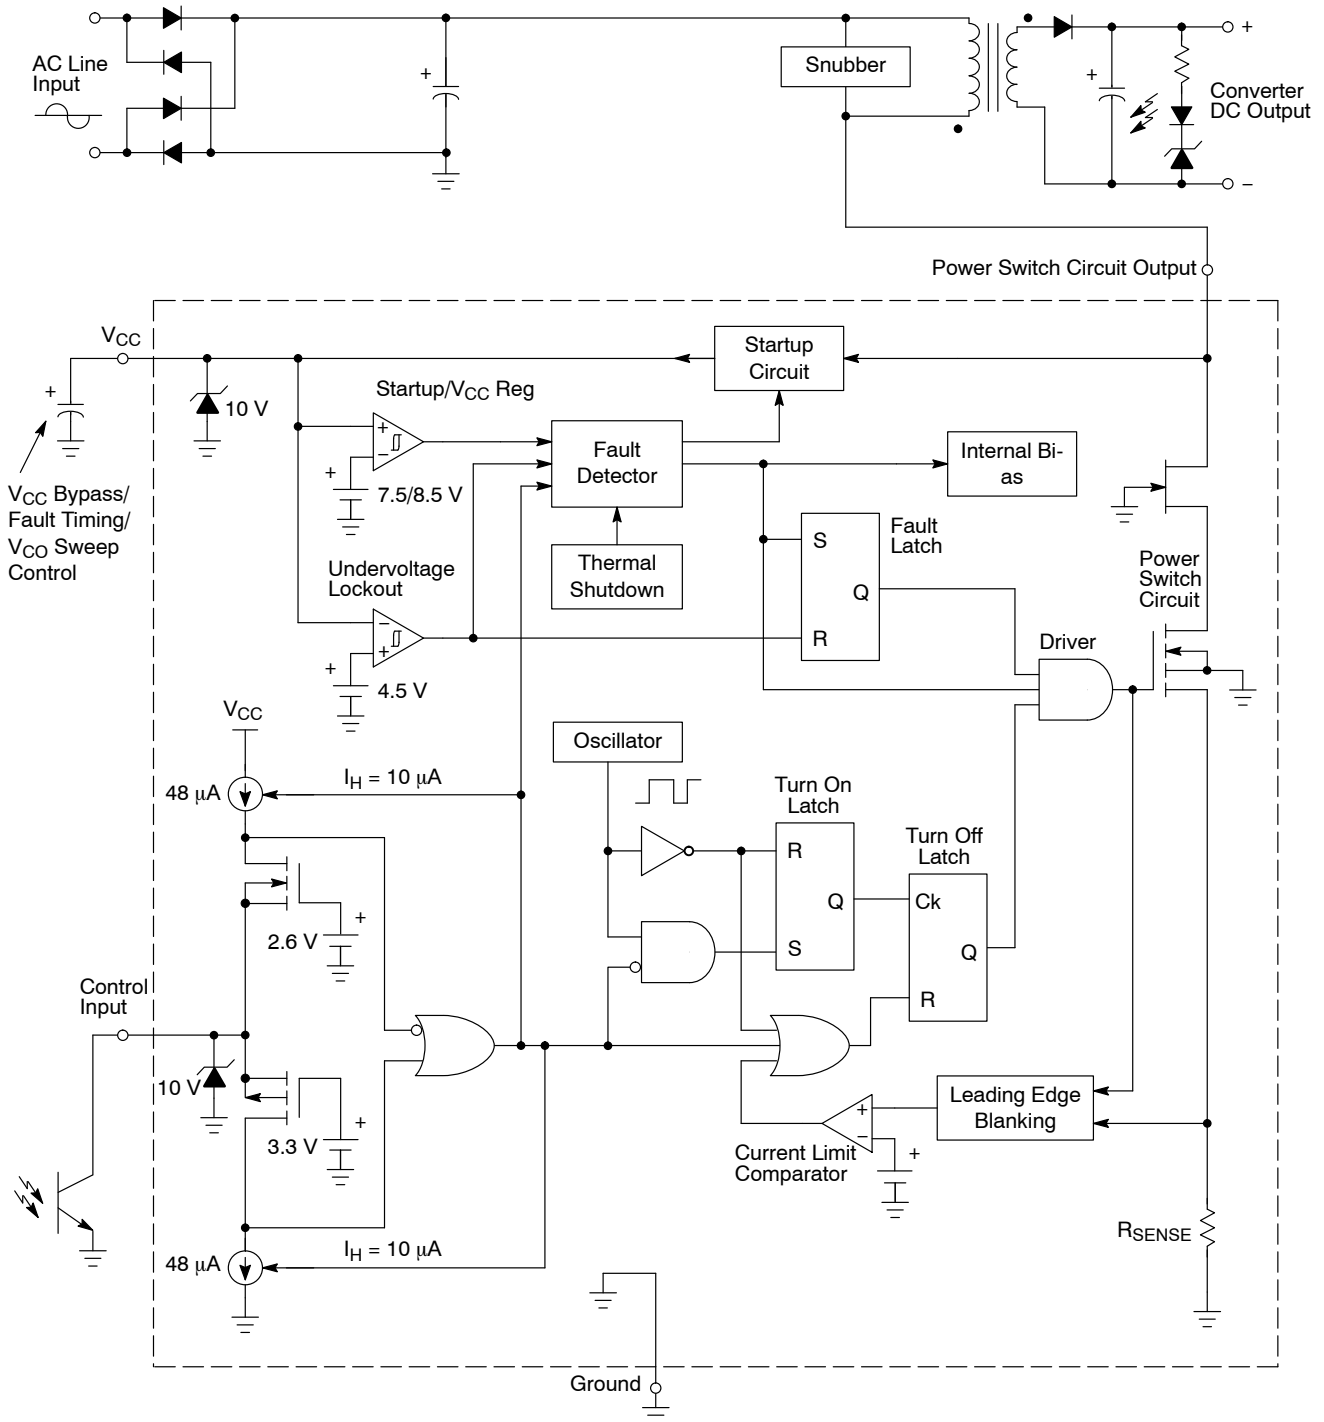 AC Line
Input
+
Snubber
+
+
Converter
DC Output
−
Power Switch Circuit Output
VCC
Startup
Circuit
+
10 V
Startup/VCC Reg
+
−
+
7.5/8.5 V
Fault
Detector
Internal Bi-
as
VCC Bypass/
Fault Timing/
VCO Sweep
Control
Fault
Latch
S
Q
R
Thermal
Shutdown
Undervoltage
Lockout
−
+
+
4.5 V
Power
Switch
Circuit
Driver
VCC
Oscillator
48 μA
IH = 10 μA
Turn On
Latch
R
Q
S
Turn Off
Latch
Ck
Q
R
+
2.6 V
Control
Input
10 V
+
3.3 V
Leading Edge
Blanking
+
−
+
Current Limit
Comparator
RSENSE
48 μA
IH = 10 μA
Ground